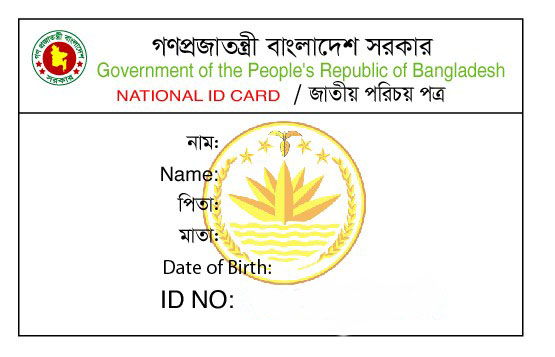 গণপ্রজাতন্ত্রী বাংলাদেশ সরকার
Government of the People's Republic of Bangladesh
NATIONAL ID CARD / জাতীয় পরিচয় পত্র
নাম:
Name:
পিতা:
মাতা:
Date of Birth:
ID NO: